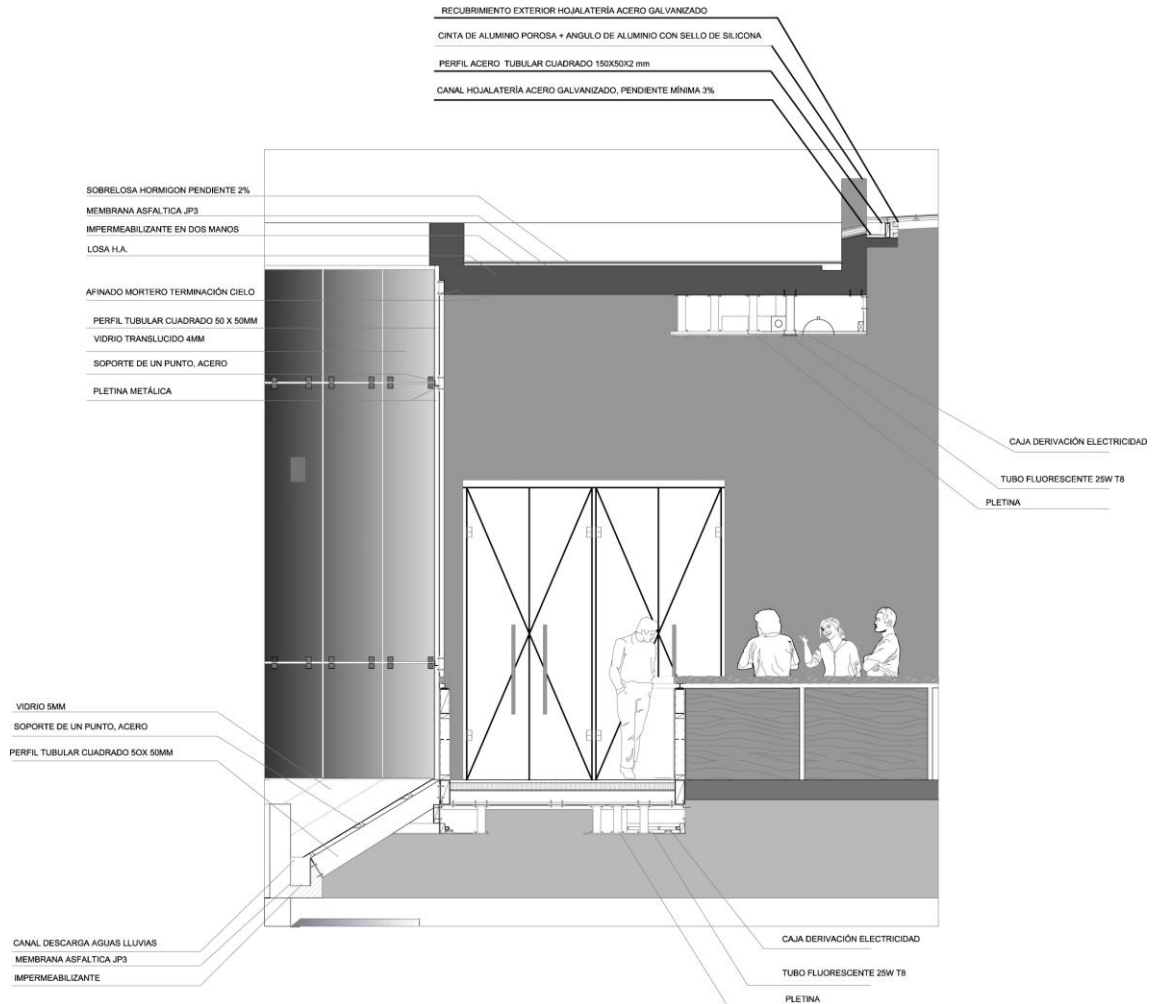 RECUBRIMIENTO EXTERIOR HOJALATERÍA ACERO GALVANIZADO
CINTA DE ALUMINIO POROSA + ANGULO DE ALUMINIO CON SELLO DE SILICONA
PERFIL ACERO TUBULAR CUADRADO 150X50X2 mm
CANAL HOJALATERÍA ACERO GALVANIZADO, PENDIENTE MÍNIMA 3%
SOBRELOSA HORMIGON PENDIENTE 2%
MEMBRANA ASFALTICA JP3
IMPERMEABILIZANTE EN DOS MANOS
LOSA H.A.
AFINADO MORTERO TERMINACIÓN CIELO
PERFIL TUBULAR CUADRADO 50 X 50MM
VIDRIO TRANSLUCIDO 4MM
SOPORTE DE UN PUNTO, ACERO
PLETINA METÁLICA
CAJA DERIVACIÓN ELECTRICIDAD
TUBO FLUORESCENTE 25W T8
PLETINA
VIDRIO 5MM
SOPORTE DE UN PUNTO, ACERO
PERFIL TUBULAR CUADRADO 5OX 50MM
CANAL DESCARGA AGUAS LLUVIAS
MEMBRANA ASFALTICA JP3
IMPERMEABILIZANTE
CAJA DERIVACIÓN ELECTRICIDAD
TUBO FLUORESCENTE 25W T8
PLETINA